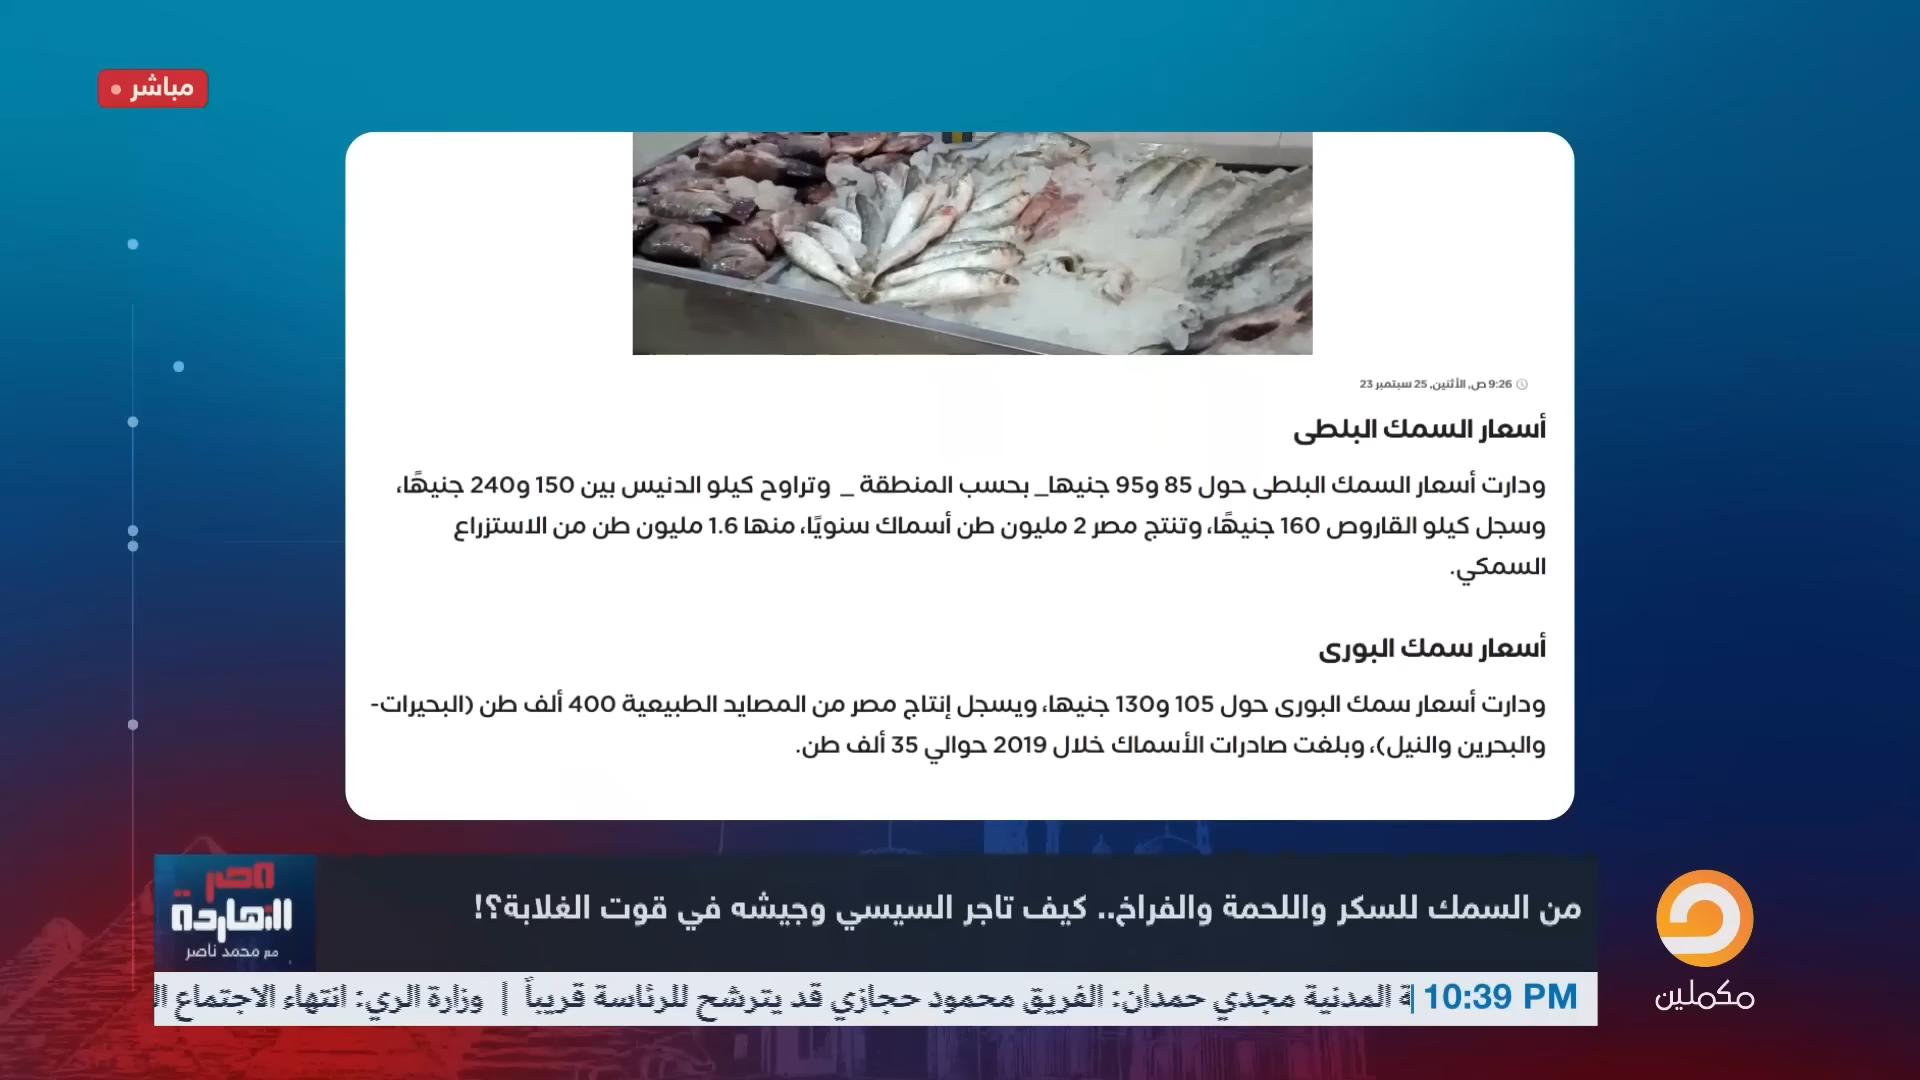 مباشر
9:26 ص, الأثنين, 25 سبتمبر 23
أسعار السمك البلطى
ودارت أسعار السمك البلطى حول 85 و95 جنيها_ بحسب المنطقة _ وتراوح كيلو الدنيس بين 150 و240 جنيهًا،
وسجل كيلو القاروص 160 جنيهًا، وتنتج مصر 2 مليون طن أسماك سنويًا، منها 1.6 مليون طن من الاستزراع
السمكي.
أسعار سمك البورى
ودارت أسعار سمك البورى حول 105 و130 جنيها، ويسجل إنتاج مصر من المصايد الطبيعية 400 ألف طن (البحيرات-
والبحرين والنيل)، وبلغت صادرات الأسماك خلال 2019 حوالي 35 ألف طن.
من السمك للسكر واللحمة والفراخ.. كيف تاجر السيسي وجيشه في قوت الغلابة؟!
مصر
النهاردة
مع محمد ناصر
10:39 PM
المدنية مجدي حمدان: الفريق محمود حجازي قد يترشح للرئاسة قريباً | وزارة الري: انتهاء الاجتماع
مكملين